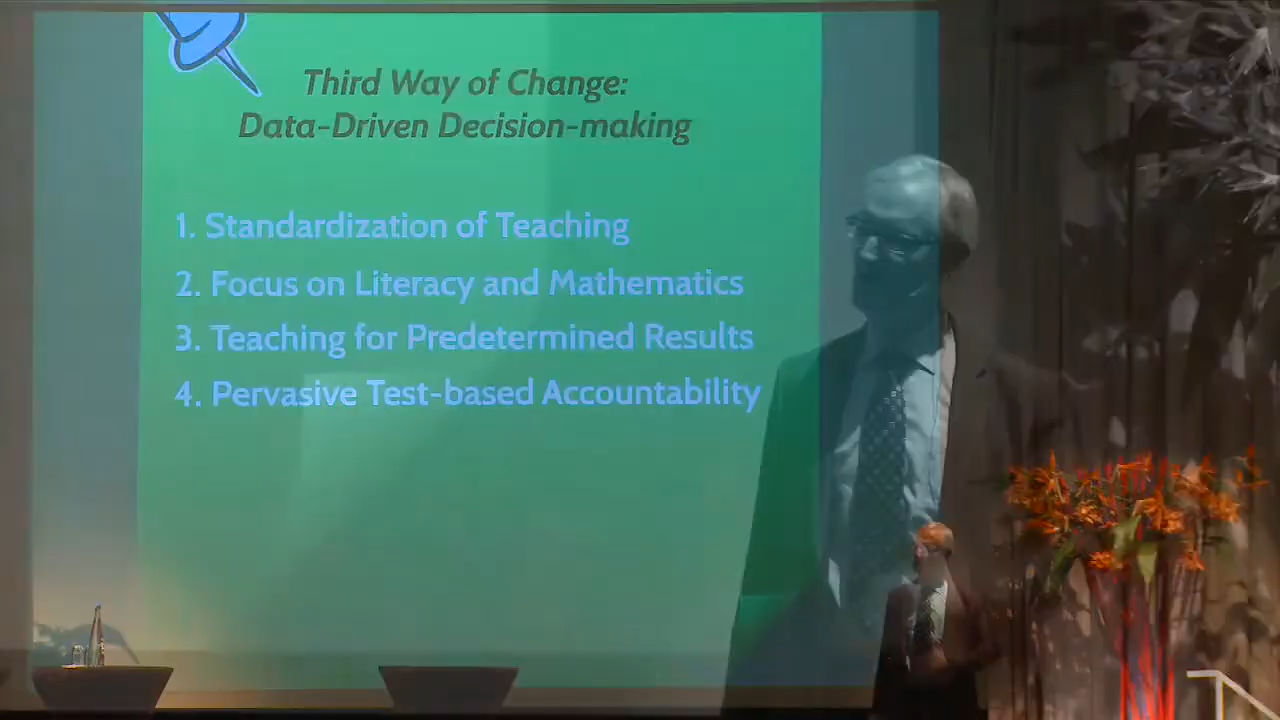 Third Way of Change:
Data-Driven Decision-making
1. Standardization of Teaching
2. Focus on Literacy and Mathematics
3. Teaching for Predetermined Results
4. Pervasive Test-based Accountability